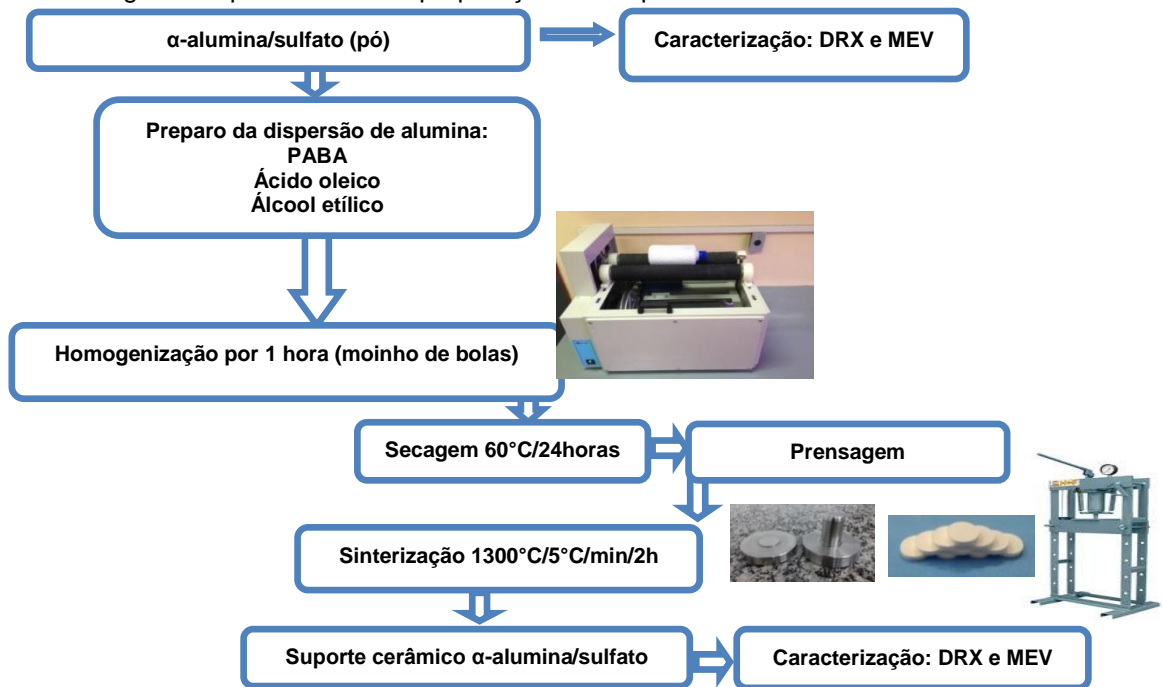 α-alumina/sulfato (pó)
Caracterização: DRX e MEV
Preparo da dispersão de alumina:
PABA
Ácido oleico
Álcool etílico
Homogenização por 1 hora (moinho de bolas)
Secagem 60°C/24horas
Prensagem
Sinterização 1300°C/5°C/min/2h
Suporte cerâmico α-alumina/sulfato
Caracterização: DRX e MEV